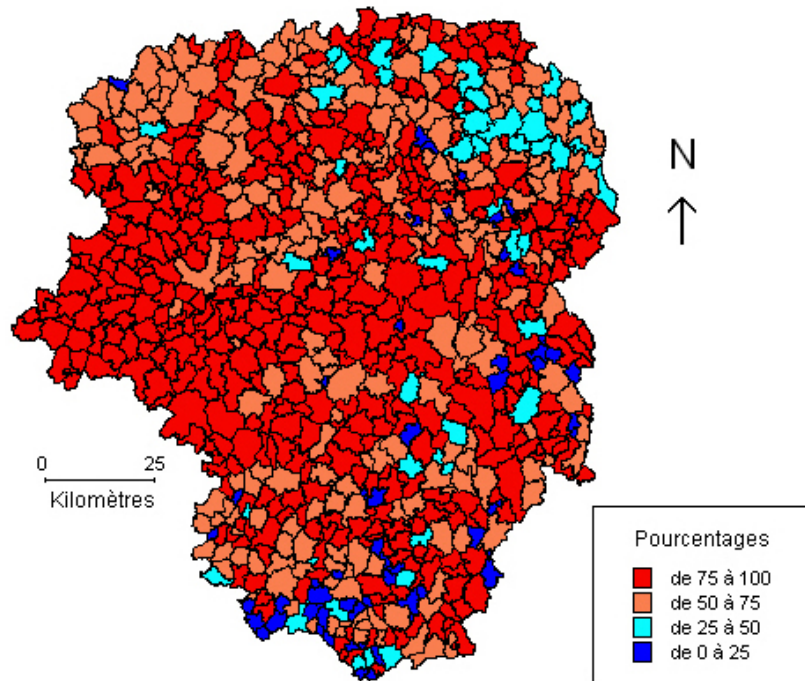 N
0 25
Kilomètres
Pourcentages
de 75 à 100
de 50 à 75
de 25 à 50
de 0 à 25